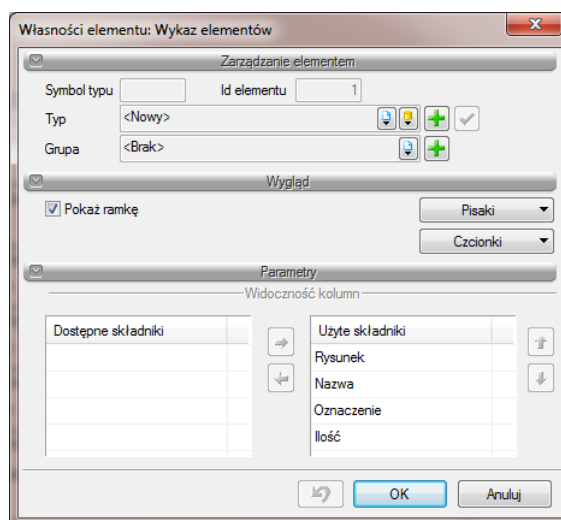 Własności elementu: Wykaz elementów
Zarządzanie elementem
Symbol typu Id elementu 1
Typ <Nowy>
Grupa <Brak>
Wygląd
Pokaż ramkę Pisaki
Czcionki
Parametry
Widoczność kolumn
Dostępne składniki Użyte składniki
Rysunek
Nazwa
Oznaczenie
Ilość
OK Anuluj